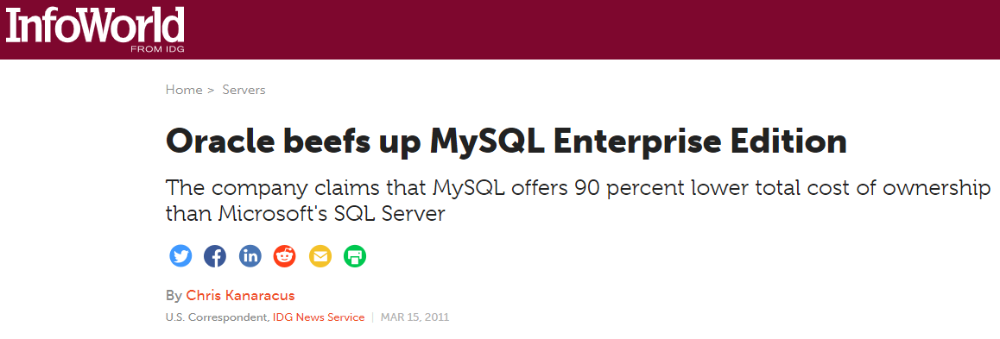 InfoWorld
FROM IDG
Home > Servers
Oracle beefs up MySQL Enterprise Edition
The company claims that MySQL offers 90 percent lower total cost of ownership
than Microsoft's SQL Server
By Chris Kanaracus
U.S. Correspondent, IDG News Service | MAR 15, 2011